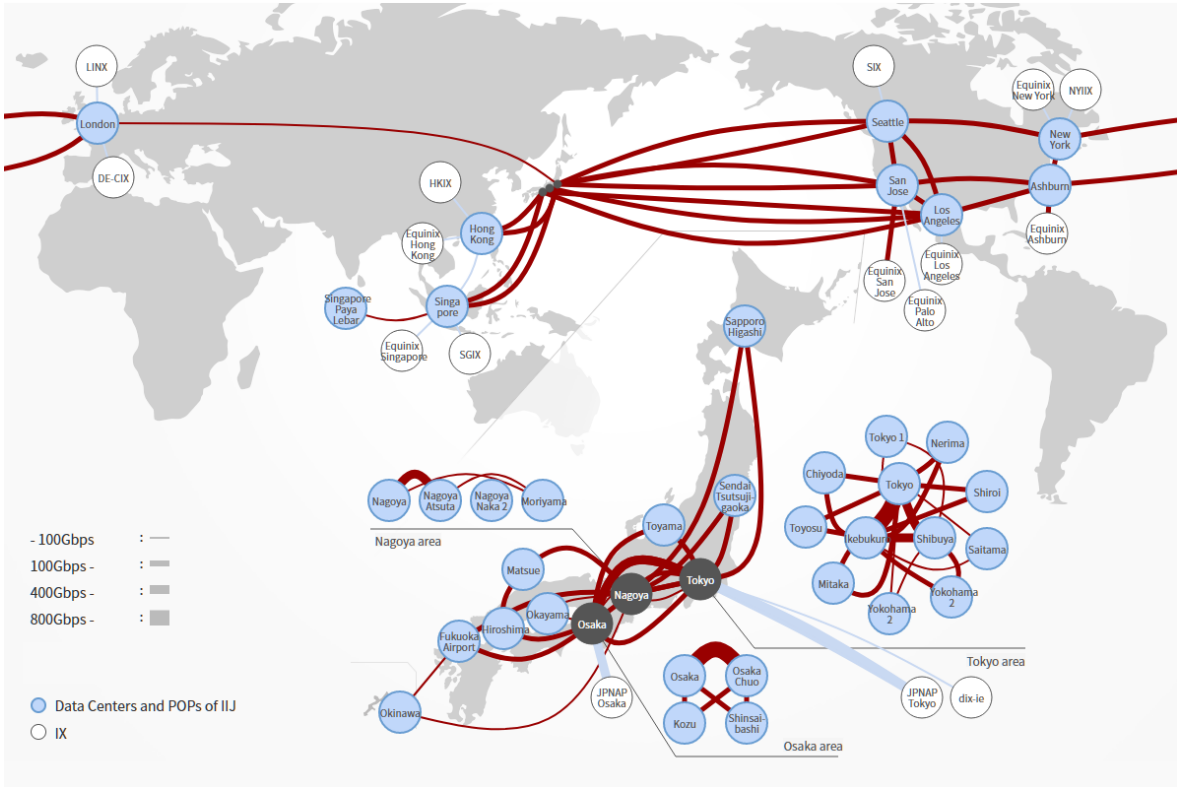 LINX
London
DE-CIX
HKIX
Hong
Kong
Equinix
Hong
Kong
Singapore
Paya
Lebar
Singa
pore
Equinix
Singapore
SGIX
SIX
Seattle
Equinix
New York
NYIIX
New
York
San
Jose
Ashburn
Los
Angeles
Equinix
Ashburn
Equinix
San
Jose
Equinix
Los
Angeles
Equinix
Palo
Alto
Sapporo
Higashi
Sendai
Tsutsuji-
gaoka
Toyama
Matsue
Tokyo
Nagoya
Okayama
Osaka
Hiroshima
Fukuoka
Airport
Okinawa
JPNAP
Osaka
Nagoya
Nagoya
Atsuta
Nagoya
Naka 2
Moriyama
Nagoya area
Tokyo 1
Nerima
Chiyoda
Tokyo
Shiroi
Toyosu
Ikebukuro
Shibuya
Saitama
Mitaka
Yokohama
2
Yokohama
2
Tokyo area
JPNAP
Tokyo
dix-ie
Osaka
Osaka
Chuo
Kozu
Shinsai-
bashi
Osaka area
- 100Gbps :
100Gbps - :
400Gbps - :
800Gbps - :
Data Centers and POPs of IIJ
IX